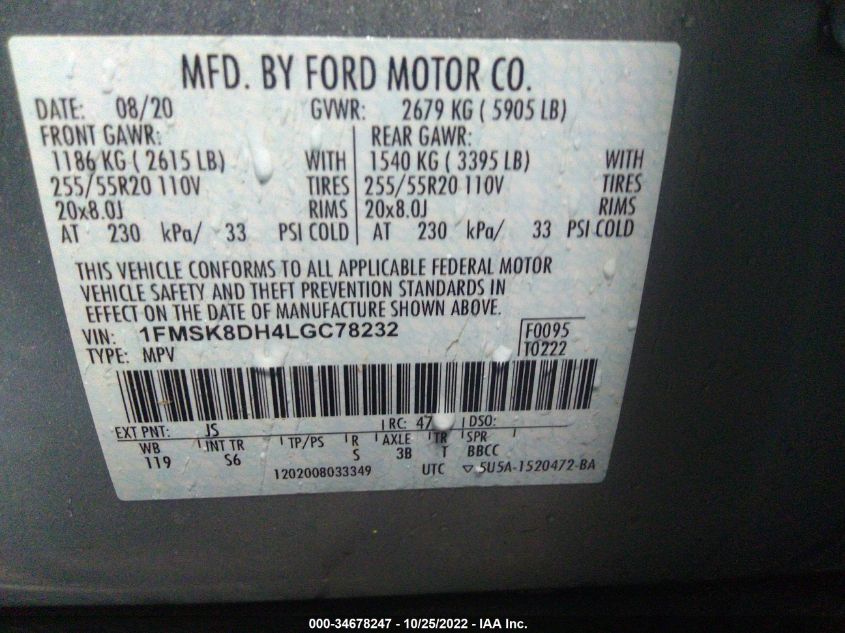 MFD. BY FORD MOTOR CO.
DATE: 08/20 GVWR: 2679 KG ( 5905 LB)
FRONT GAWR: REAR GAWR:
1186 KG ( 2615 LB) WITH 1540 KG ( 3395 LB) WITH
255/55R20 110V TIRES 255/55R20 110V TIRES
20x8.0J RIMS 20x8.0J RIMS
AT 230 kPa/ 33 PSI COLD AT 230 kPa/ 33 PSI COLD
THIS VEHICLE CONFORMS TO ALL APPLICABLE FEDERAL MOTOR
VEHICLE SAFETY AND THEFT PREVENTION STANDARDS IN
EFFECT ON THE DATE OF MANUFACTURE SHOWN ABOVE.
VIN: 1FMSK8DH4LGC78232 F0095
TYPE: MPV T0222
EXT PNT: JS RC: 47 DSO:
WB INT TR TP/PS R AXLE TR SPR
119 S6 S 3B T BBCC
1202008033349 UTC ▽ 5U5A-1520472-BA
000-34678247 - 10/25/2022 - IAA Inc.